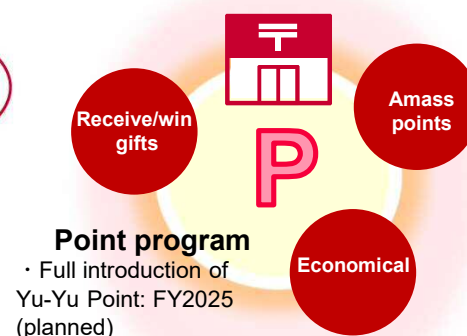 〒
Receive/win
gifts
Amass
points
P
Point program
・Full introduction of
Yu-Yu Point: FY2025
(planned)
Economical